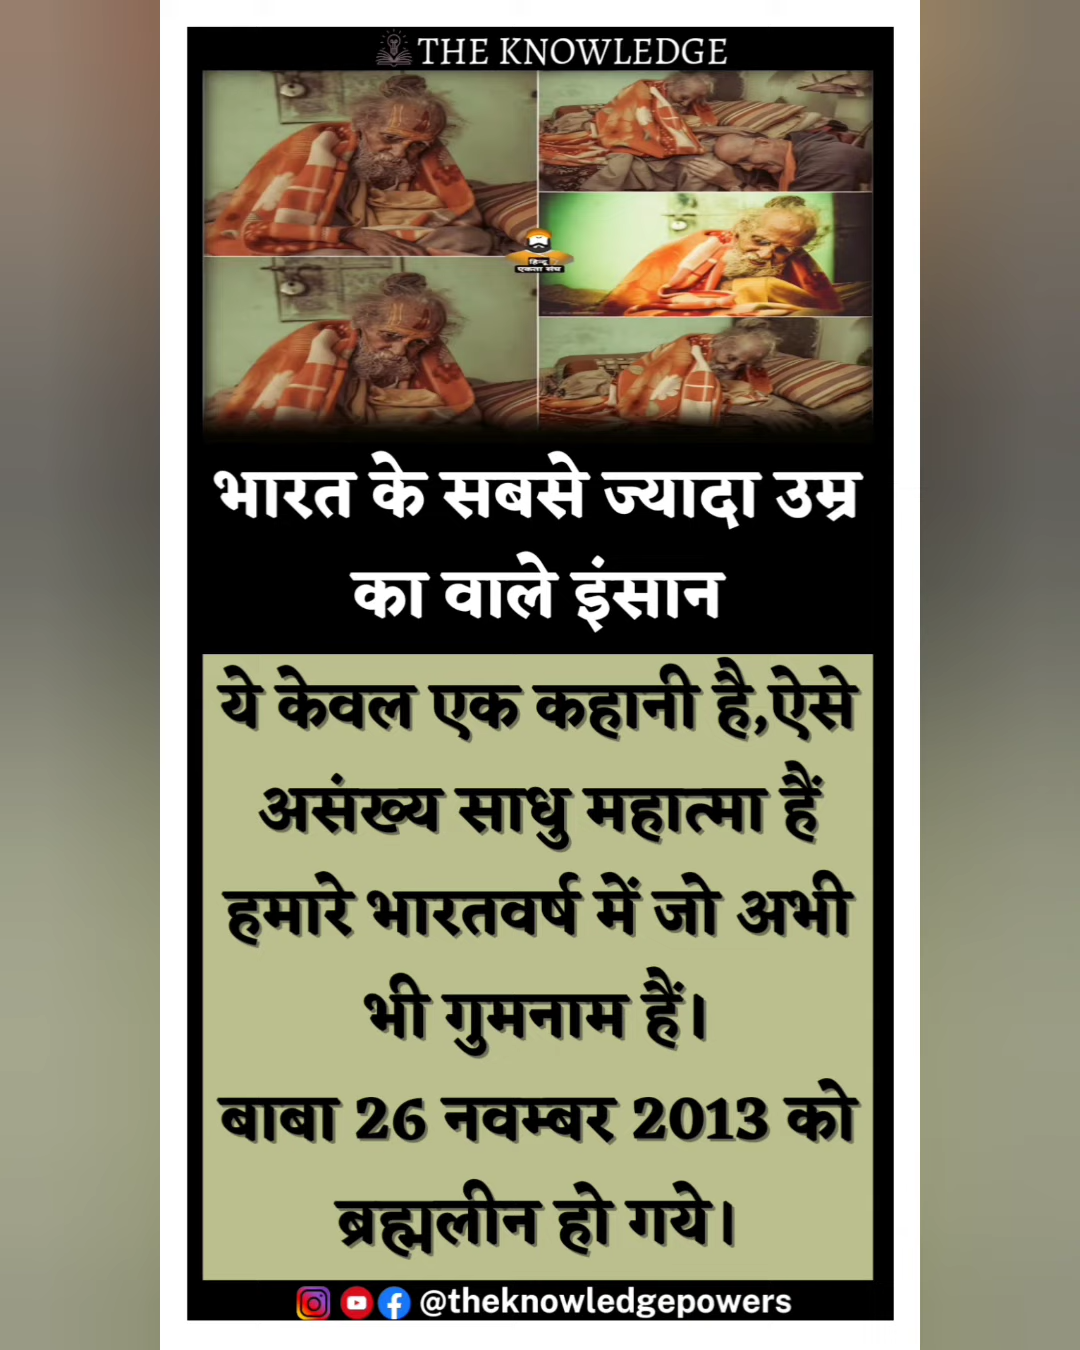 THE KNOWLEDGE
हिन्दू
एकता संघ
भारत के सबसे ज्यादा उम्र
का वाले इंसान
ये केवल एक कहानी है,ऐसे
असंख्य साधु महात्मा हैं
हमारे भारतवर्ष में जो अभी
भी गुमनाम हैं।
बाबा 26 नवम्बर 2013 को
ब्रह्मलीन हो गये।
@theknowledgepowers